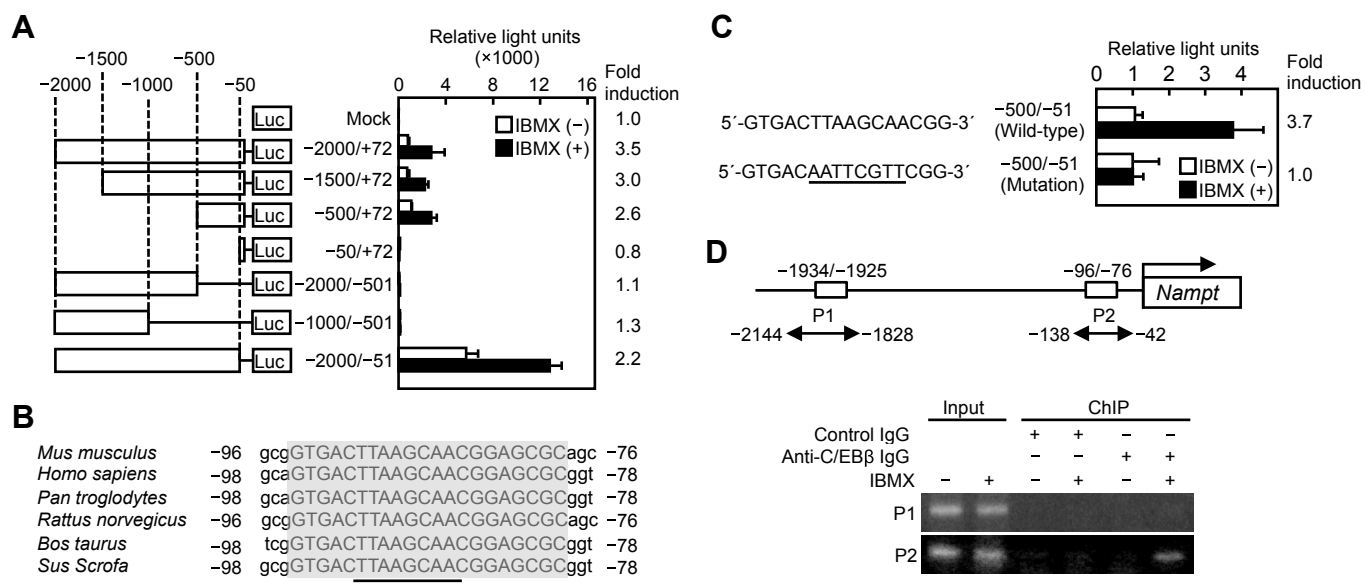 A
−1500
−500
−2000
−1000
−50
Relative light units
(×1000)
0 4 8 12 16
Fold
induction
Luc Mock 1.0
IBMX (−)
IBMX (+)
Luc −2000/+72 3.5
Luc −1500/+72 3.0
Luc −500/+72 2.6
Luc −50/+72 0.8
Luc −2000/−501 1.1
Luc −1000/−501 1.3
Luc −2000/−51 2.2
B
Mus musculus −96 gcgGTGACTTAAGCAACGGAGCGCagc −76
Homo sapiens −98 gcaGTGACTTAAGCAACGGAGCGCggt −78
Pan troglodytes −98 gcaGTGACTTAAGCAACGGAGCGCggt −78
Rattus norvegicus −96 gcgGTGACTTAAGCAACGGAGCGCagc −76
Bos taurus −98 tcgGTGACTTAAGCAACGGAGCGCggt −78
Sus Scrofa −98 gcgGTGACTTAAGCAACGGAGCGCggt −78
C
Relative light units
0 1 2 3 4
Fold
induction
5´-GTGACTTAAGCAACGG-3´
−500/−51
(Wild-type)
3.7
5´-GTGACAATTCGTTCGG-3´
−500/−51
(Mutation)
1.0
IBMX (−)
IBMX (+)
D
−1934/−1925
−96/−76
Nampt
P1
P2
−2144 −1828
−138 −42
Input ChIP
Control IgG + + − −
Anti-C/EBβ IgG − − + +
IBMX − + − + − +
P1
P2